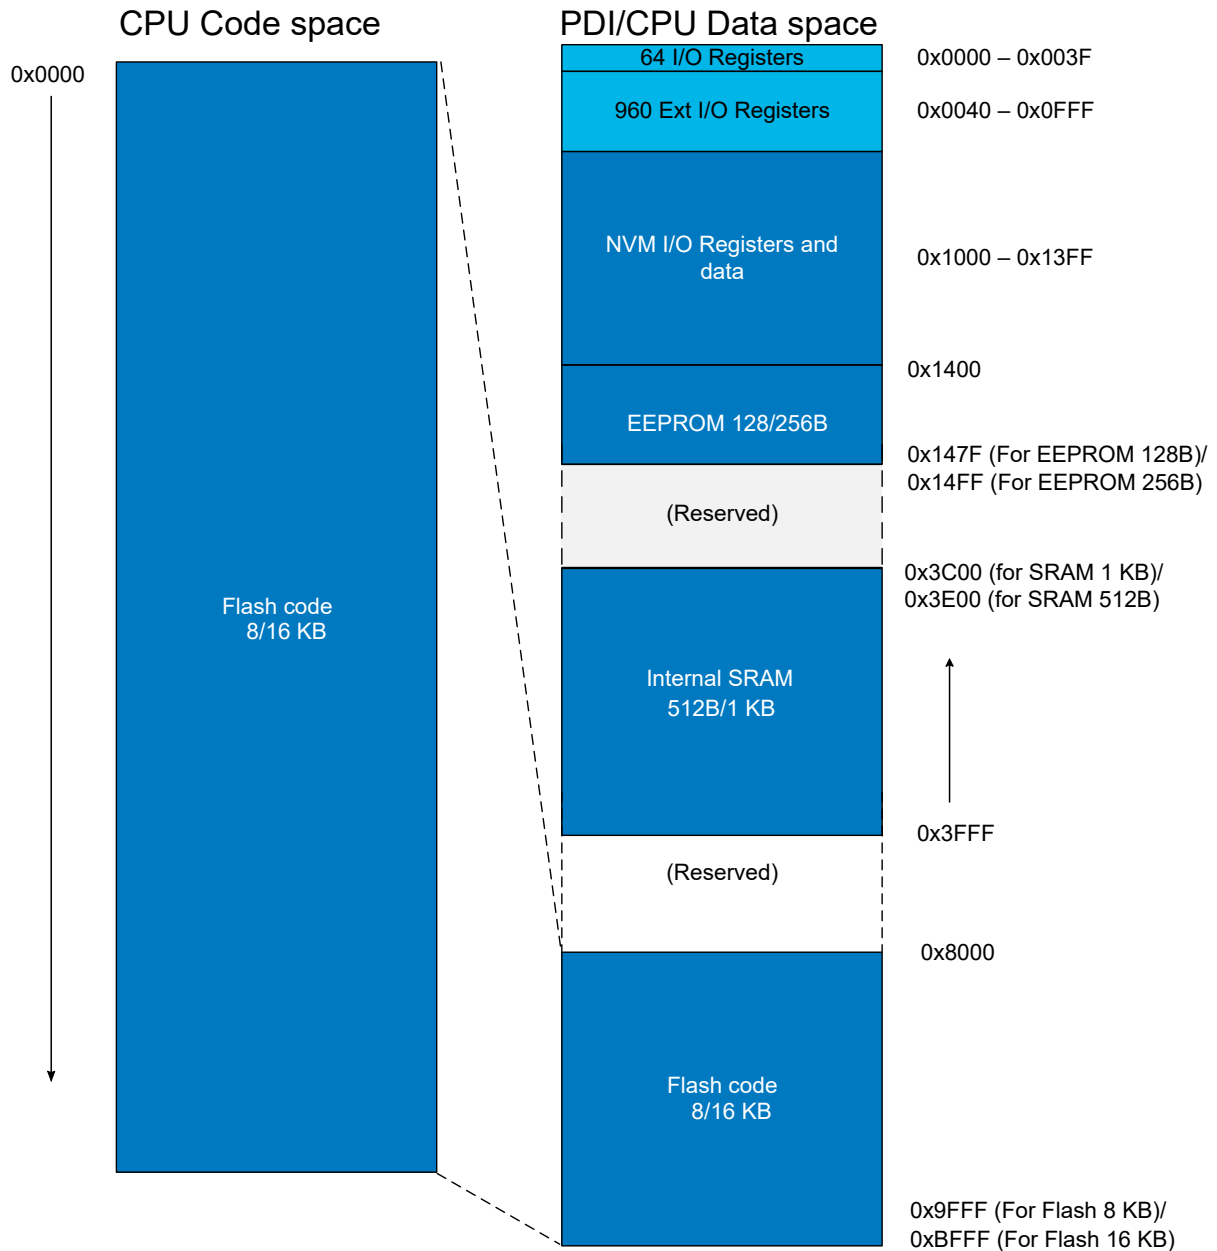 CPU Code space
PDI/CPU Data space
0x0000
64 I/O Registers
0x0000 – 0x003F
960 Ext I/O Registers
0x0040 – 0x0FFF
NVM I/O Registers and
data
0x1000 – 0x13FF
0x1400
EEPROM 128/256B
0x147F (For EEPROM 128B)/
0x14FF (For EEPROM 256B)
(Reserved)
0x3C00 (for SRAM 1 KB)/
0x3E00 (for SRAM 512B)
Flash code
8/16 KB
Internal SRAM
512B/1 KB
0x3FFF
(Reserved)
0x8000
Flash code
8/16 KB
0x9FFF (For Flash 8 KB)/
0xBFFF (For Flash 16 KB)